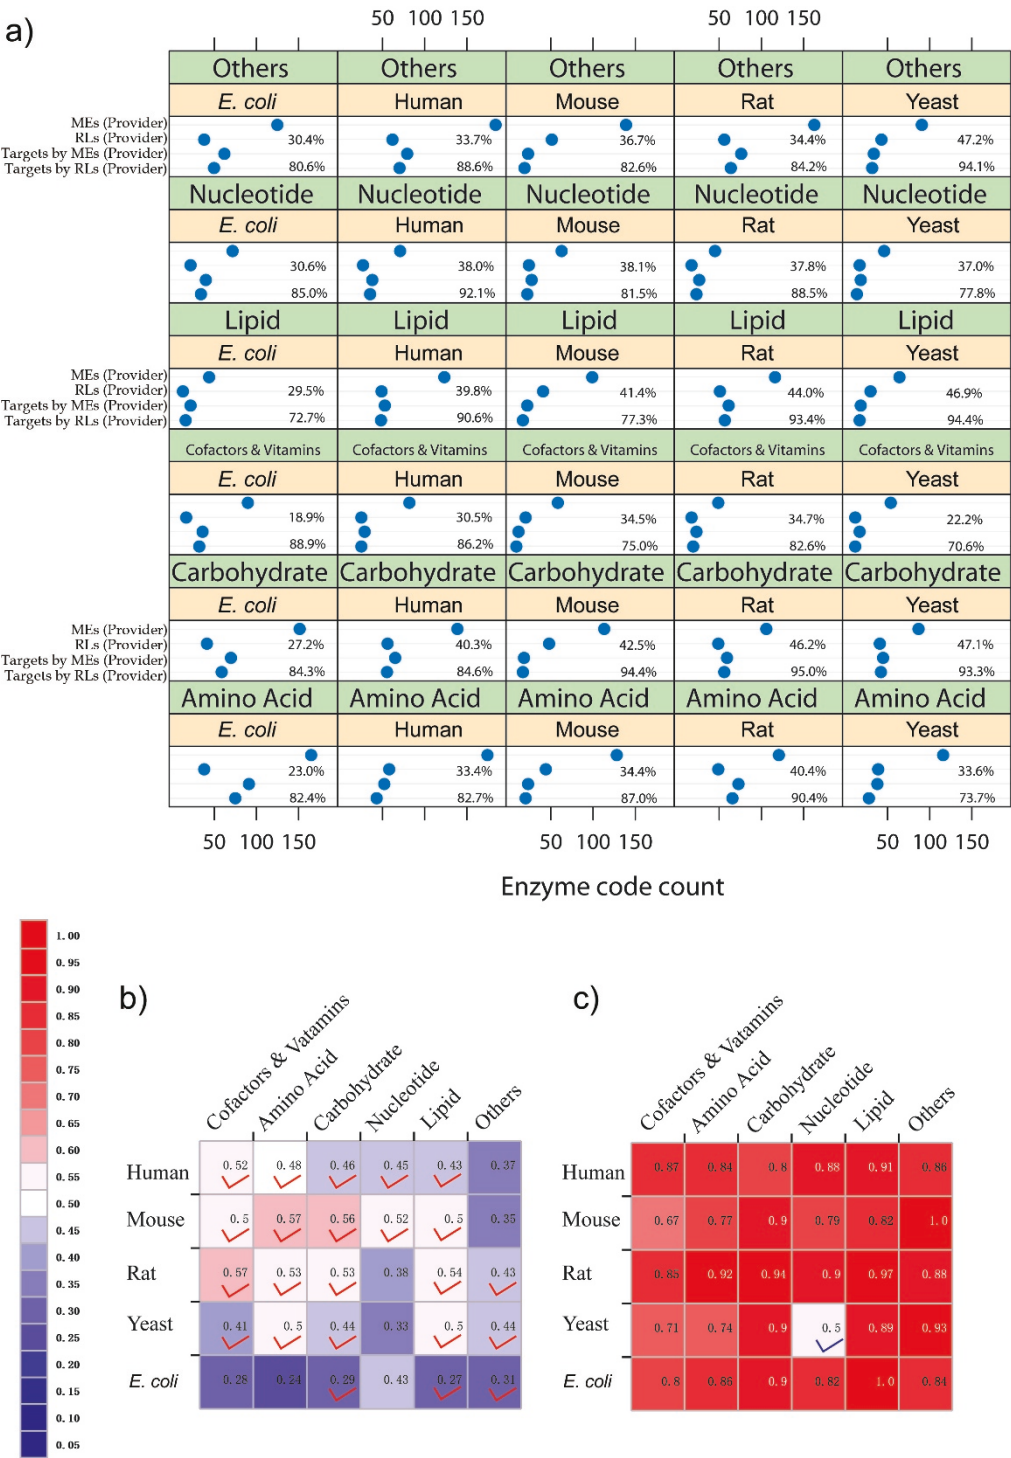 a)
50 100 150 50 100 150
Others Others Others Others Others
E. coli Human Mouse Rat Yeast
MEs (Provider)
RLs (Provider) 30.4% 33.7% 36.7% 34.4% 47.2%
Targets by MEs (Provider)
Targets by RLs (Provider) 80.6% 88.6% 82.6% 84.2% 94.1%
Nucleotide Nucleotide Nucleotide Nucleotide Nucleotide
E. coli Human Mouse Rat Yeast
30.6% 38.0% 38.1% 37.8% 37.0%
85.0% 92.1% 81.5% 88.5% 77.8%
Lipid Lipid Lipid Lipid Lipid
E. coli Human Mouse Rat Yeast
MEs (Provider)
RLs (Provider) 29.5% 39.8% 41.4% 44.0% 46.9%
Targets by MEs (Provider)
Targets by RLs (Provider) 72.7% 90.6% 77.3% 93.4% 94.4%
Cofactors & Vitamins Cofactors & Vitamins Cofactors & Vitamins Cofactors & Vitamins Cofactors & Vitamins
E. coli Human Mouse Rat Yeast
18.9% 30.5% 34.5% 34.7% 22.2%
88.9% 86.2% 75.0% 82.6% 70.6%
Carbohydrate Carbohydrate Carbohydrate Carbohydrate Carbohydrate
E. coli Human Mouse Rat Yeast
MEs (Provider)
RLs (Provider) 27.2% 40.3% 42.5% 46.2% 47.1%
Targets by MEs (Provider)
Targets by RLs (Provider) 84.3% 84.6% 94.4% 95.0% 93.3%
Amino Acid Amino Acid Amino Acid Amino Acid Amino Acid
E. coli Human Mouse Rat Yeast
23.0% 33.4% 34.4% 40.4% 33.6%
82.4% 82.7% 87.0% 90.4% 73.7%
50 100 150 50 100 150 50 100 150
Enzyme code count
1.00
0.95
0.90
0.85
0.80
0.75
0.70
0.65
0.60
0.55
0.50
0.45
0.40
0.35
0.30
0.25
0.20
0.15
0.10
0.05
b)
Cofactors & Vatamins Amino Acid Carbohydrate Nucleotide Lipid Others
Human 0.52 0.48 0.46 0.45 0.43 0.37
Mouse 0.5 0.57 0.56 0.52 0.5 0.35
Rat 0.57 0.53 0.53 0.38 0.54 0.43
Yeast 0.41 0.5 0.44 0.33 0.5 0.44
E. coli 0.28 0.24 0.29 0.43 0.27 0.31
c)
Cofactors & Vatamins Amino Acid Carbohydrate Nucleotide Lipid Others
Human 0.87 0.84 0.8 0.88 0.91 0.86
Mouse 0.67 0.77 0.9 0.79 0.82 1.0
Rat 0.85 0.92 0.94 0.9 0.97 0.88
Yeast 0.71 0.74 0.9 0.5 0.89 0.93
E. coli 0.8 0.86 0.9 0.82 1.0 0.84